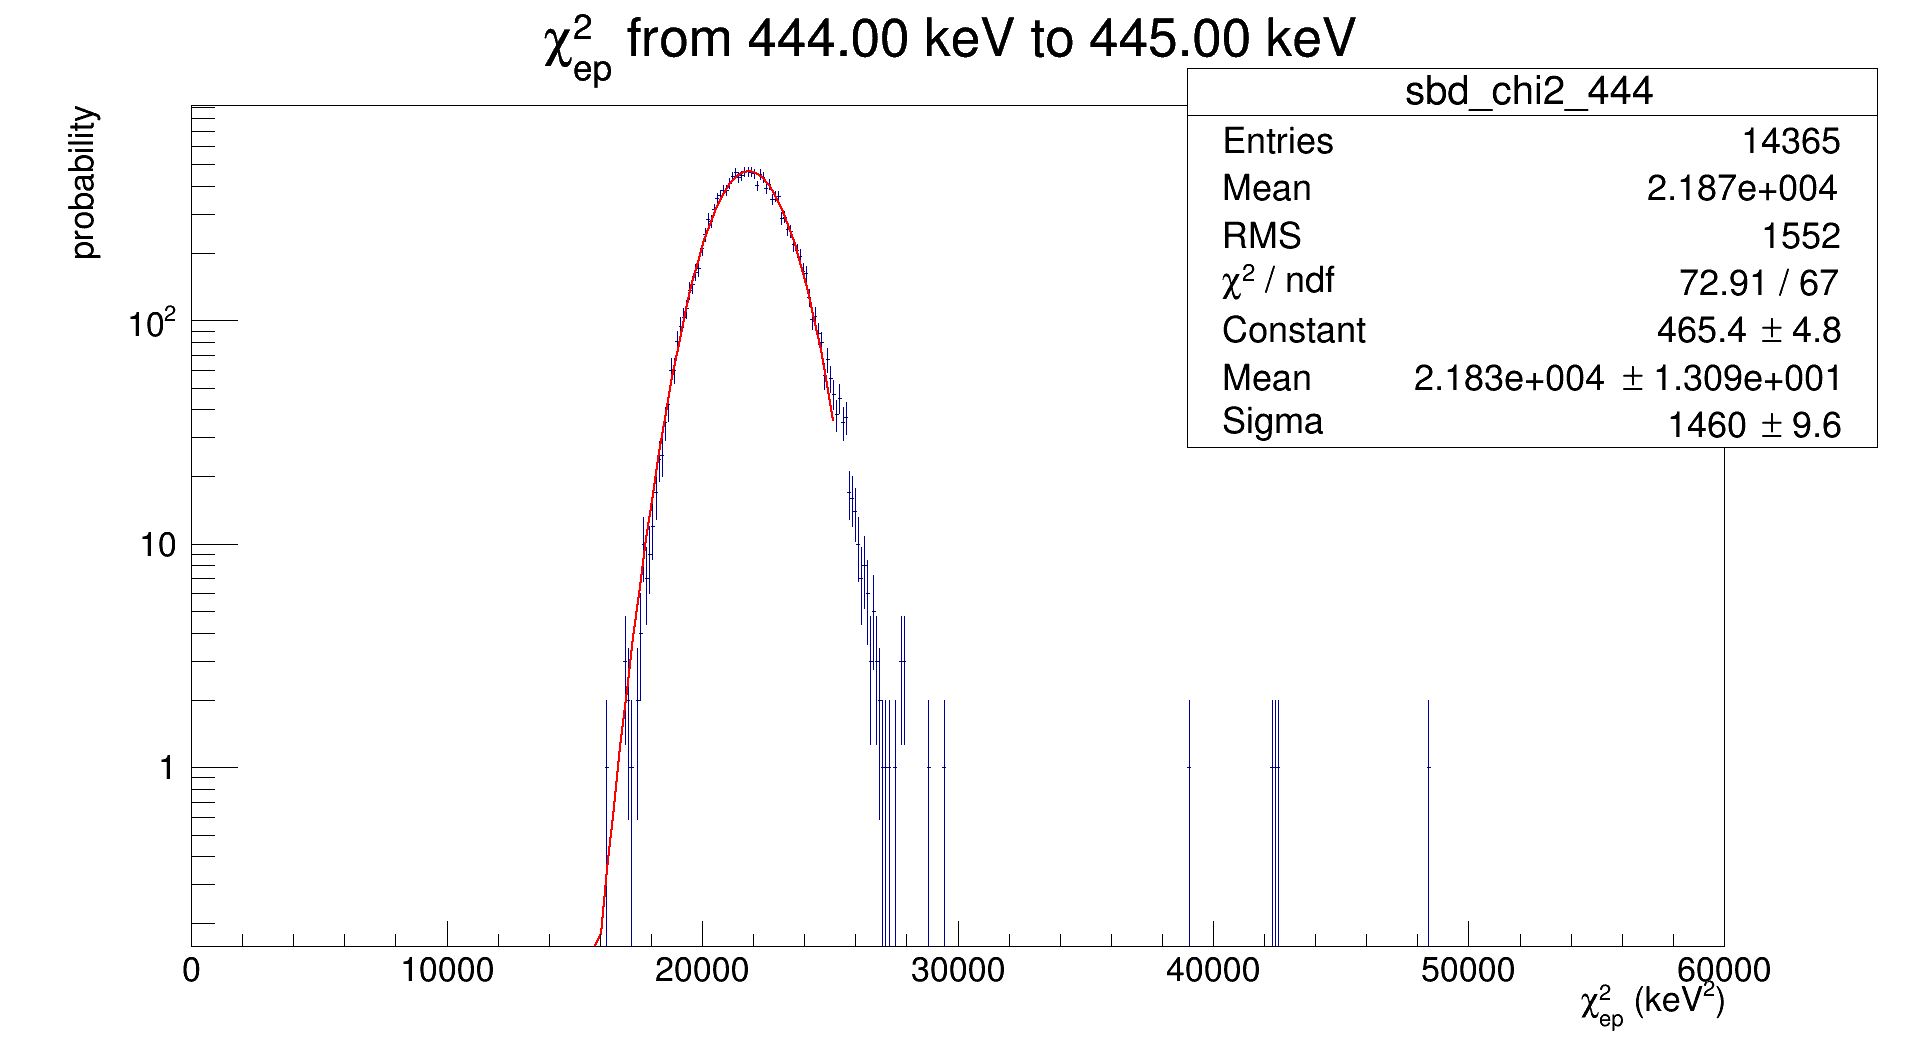 χ²ep from 444.00 keV to 445.00 keV
sbd_chi2_444
Entries 14365
Mean 2.187e+004
RMS 1552
χ² / ndf 72.91 / 67
Constant 465.4 ± 4.8
Mean 2.183e+004 ± 1.309e+001
Sigma 1460 ± 9.6
probability
10²
10
1
0 10000 20000 30000 40000 50000 60000
χ²ep (keV²)